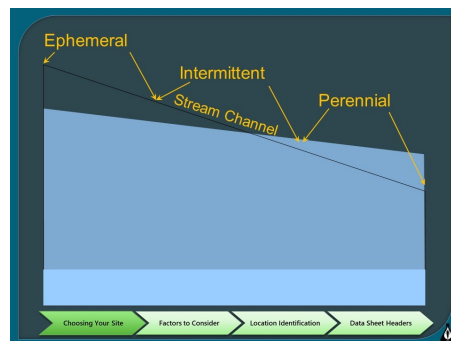 Ephemeral
Intermittent
Stream Channel
Perennial
Choosing Your Site
Factors to Consider
Location Identification
Data Sheet Headers